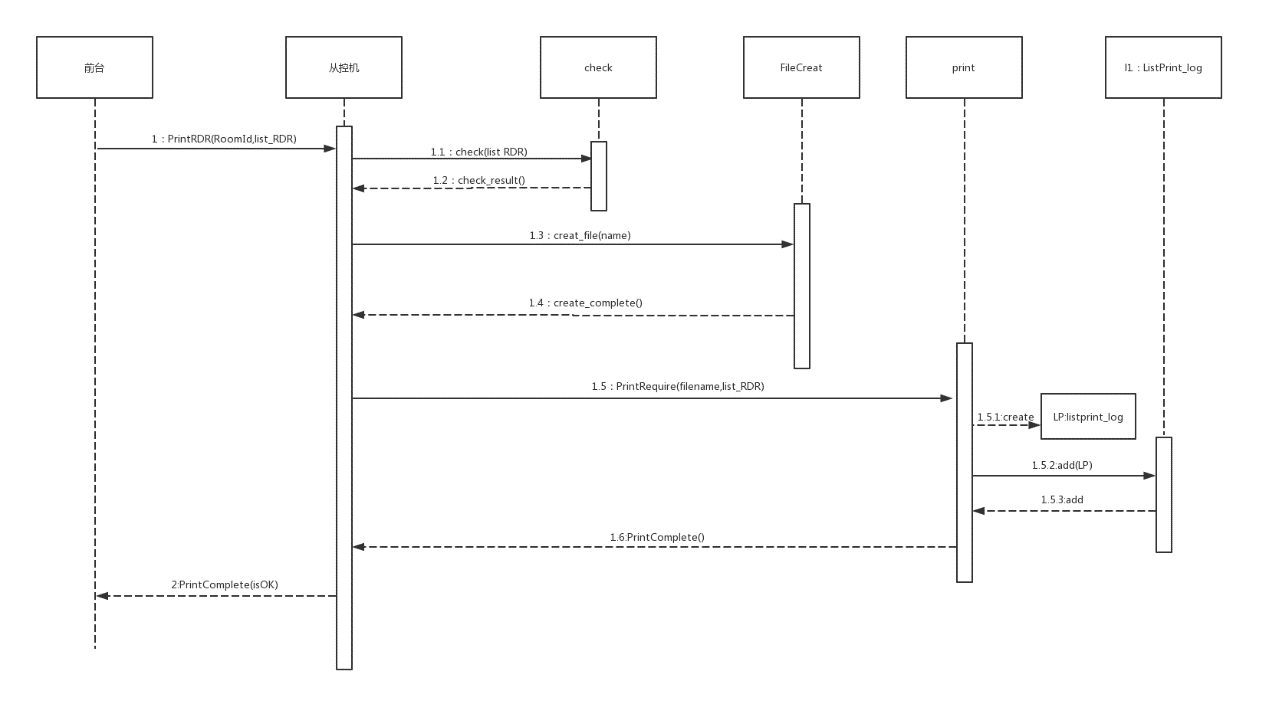 前台
从控机
check
FileCreat
print
l1：ListPrint_log
1：PrintRDR(RoomId,list_RDR)
1.1：check(list RDR)
1.2：check_result()
1.3：creat_file(name)
1.4：create_complete()
1.5：PrintRequire(filename,list_RDR)
1.5.1:create
LP:listprint_log
1.5.2:add(LP)
1.5.3:add
1.6:PrintComplete()
2:PrintComplete(isOK)